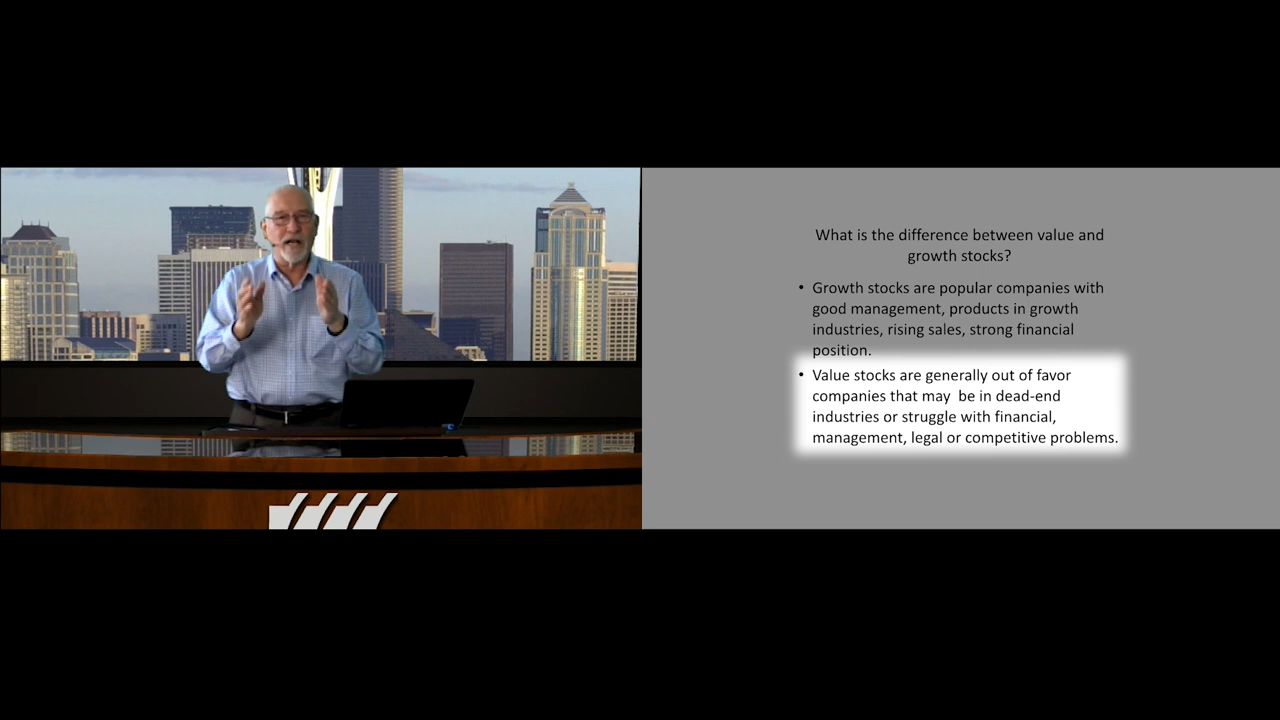 What is the difference between value and
growth stocks?
• Growth stocks are popular companies with
good management, products in growth
industries, rising sales, strong financial
position.
• Value stocks are generally out of favor
companies that may  be in dead-end
industries or struggle with financial,
management, legal or competitive problems.